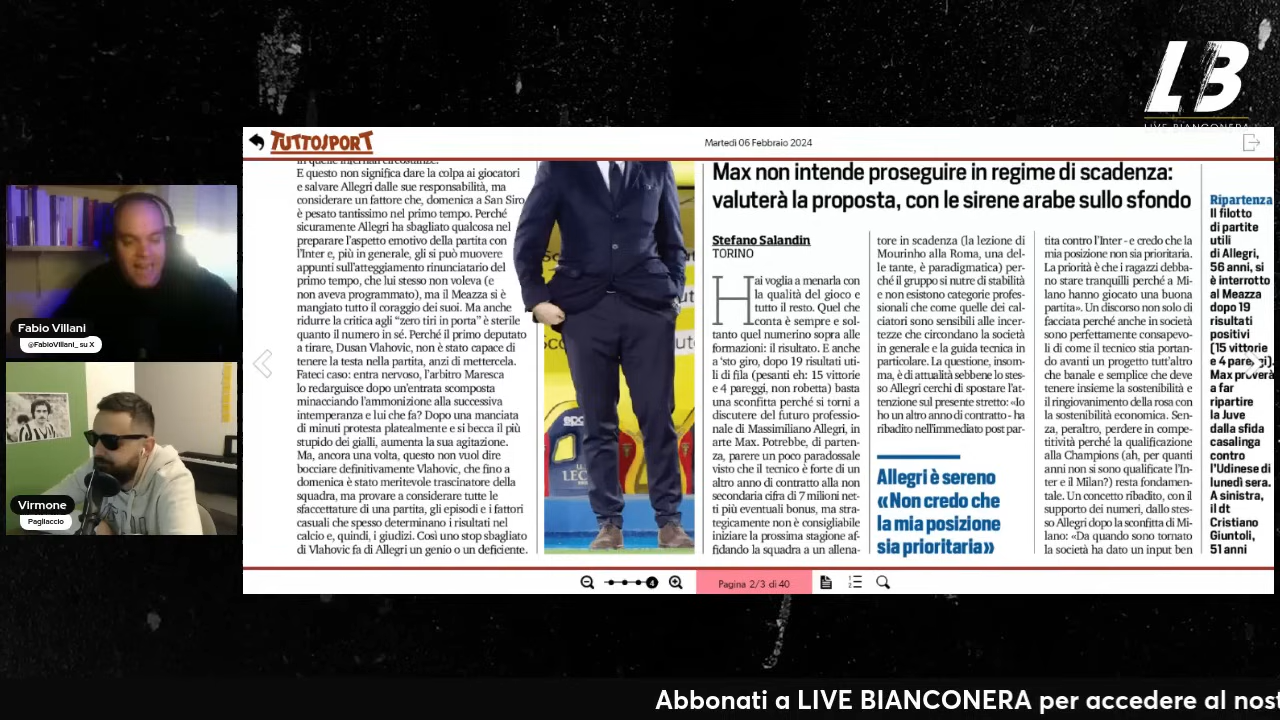 LB
LIVE BIANCONERA
TUTTOSPORT
Martedì 06 Febbraio 2024
in quelle infernali circostanze.
E questo non significa dare la colpa ai giocatori
e salvare Allegri dalle sue responsabilità, ma
considerare un fattore che, domenica a San Siro,
è pesato tantissimo nel primo tempo. Perché
sicuramente Allegri ha sbagliato qualcosa nel
preparare l'aspetto emotivo della partita con
l'Inter e, più in generale, gli si può muovere
appunti sull'atteggiamento rinunciatario del
primo tempo, che lui stesso non voleva (e
non aveva programmato), ma il Meazza si è
mangiato tutto il coraggio dei suoi. Ma anche
ridurre la critica agli “zero tiri in porta” è sterile
quanto il numero in sé. Perché il primo deputato
a tirare, Dusan Vlahovic, non è stato capace di
tenere la testa nella partita, anzi di mettercela.
Fateci caso: entra nervoso, l'arbitro Maresca
lo redarguisce dopo un'entrata scomposta
minacciando l'ammonizione alla successiva
intemperanza e lui che fa? Dopo una manciata
di minuti protesta platealmente e si becca il più
stupido dei gialli, aumenta la sua agitazione.
Ma, ancora una volta, questo non vuol dire
bocciare definitivamente Vlahovic, che fino a
domenica è stato meritevole trascinatore della
squadra, ma provare a considerare tutte le
sfaccettature di una partita, gli episodi e i fattori
casuali che spesso determinano i risultati nel
calcio e, quindi, i giudizi. Così uno stop sbagliato
di Vlahovic fa di Allegri un genio o un deficiente.
Max non intende proseguire in regime di scadenza:
valuterà la proposta, con le sirene arabe sullo sfondo
Stefano Salandin
TORINO
Hai voglia a menarla con
la qualità del gioco e
tutto il resto. Quel che
conta è sempre e sol-
tanto quel numerino sopra alle
formazioni: il risultato. E anche
a 'sto giro, dopo 19 risultati uti-
li di fila (pesanti eh: 15 vittorie
e 4 pareggi, non robetta) basta
una sconfitta perché si torni a
discutere del futuro professio-
nale di Massimiliano Allegri, in
arte Max. Potrebbe, di parten-
za, parere un poco paradossale
visto che il tecnico è forte di un
altro anno di contratto alla non
secondaria cifra di 7 milioni net-
ti più eventuali bonus, ma stra-
tegicamente non è consigliabile
iniziare la prossima stagione af-
fidando la squadra a un allena-
tore in scadenza (la lezione di
Mourinho alla Roma, una del-
le tante, è paradigmatica) per-
ché il gruppo si nutre di stabilità
e non esistono categorie profes-
sionali che come quelle dei cal-
ciatori sono sensibili alle incer-
tezze che circondano la società
in generale e la guida tecnica in
particolare. La questione, insom-
ma, è di attualità sebbene lo stes-
so Allegri cerchi di spostare l'at-
tenzione sul presente stretto: «Io
ho un altro anno di contratto - ha
ribadito nell'immediato post par-
Allegri è sereno
«Non credo che
la mia posizione
sia prioritaria»
tita contro l'Inter - e credo che la
mia posizione non sia prioritaria.
La priorità è che i ragazzi debba-
no stare tranquilli perché a Mi-
lano hanno giocato una buona
partita». Un discorso non solo di
facciata perché anche in società
sono perfettamente consapevo-
li di come il tecnico stia portan-
do avanti un progetto tutt'altro
che banale e semplice che deve
tenere insieme la sostenibilità e
il ringiovanimento della rosa con
la sostenibilità economica. Sen-
za, peraltro, perdere in compe-
titività perché la qualificazione
alla Champions (ah, per quanti
anni non si sono qualificate l'In-
ter e il Milan?) resta fondamen-
tale. Un concetto ribadito, con il
supporto dei numeri, dallo stes-
so Allegri dopo la sconfitta di Mi-
lano: «Da quando sono tornato
la società ha dato un input ben
Ripartenza
Il filotto
di partite
utili
di Allegri,
56 anni, si
è interrotto
al Meazza
dopo 19
risultati
positivi
(15 vittorie
e 4 pareggi).
Max proverà
a far
ripartire
la Juve
dalla sfida
casalinga
contro
l'Udinese di
lunedì sera.
A sinistra,
il dt
Cristiano
Giuntoli,
51 anni
Pagina 2/3 di 40
4
Fabio Villani
@FabioVillani_ su X
Virmone
Pagliaccio
Abbonati a LIVE BIANCONERA per accedere al nost